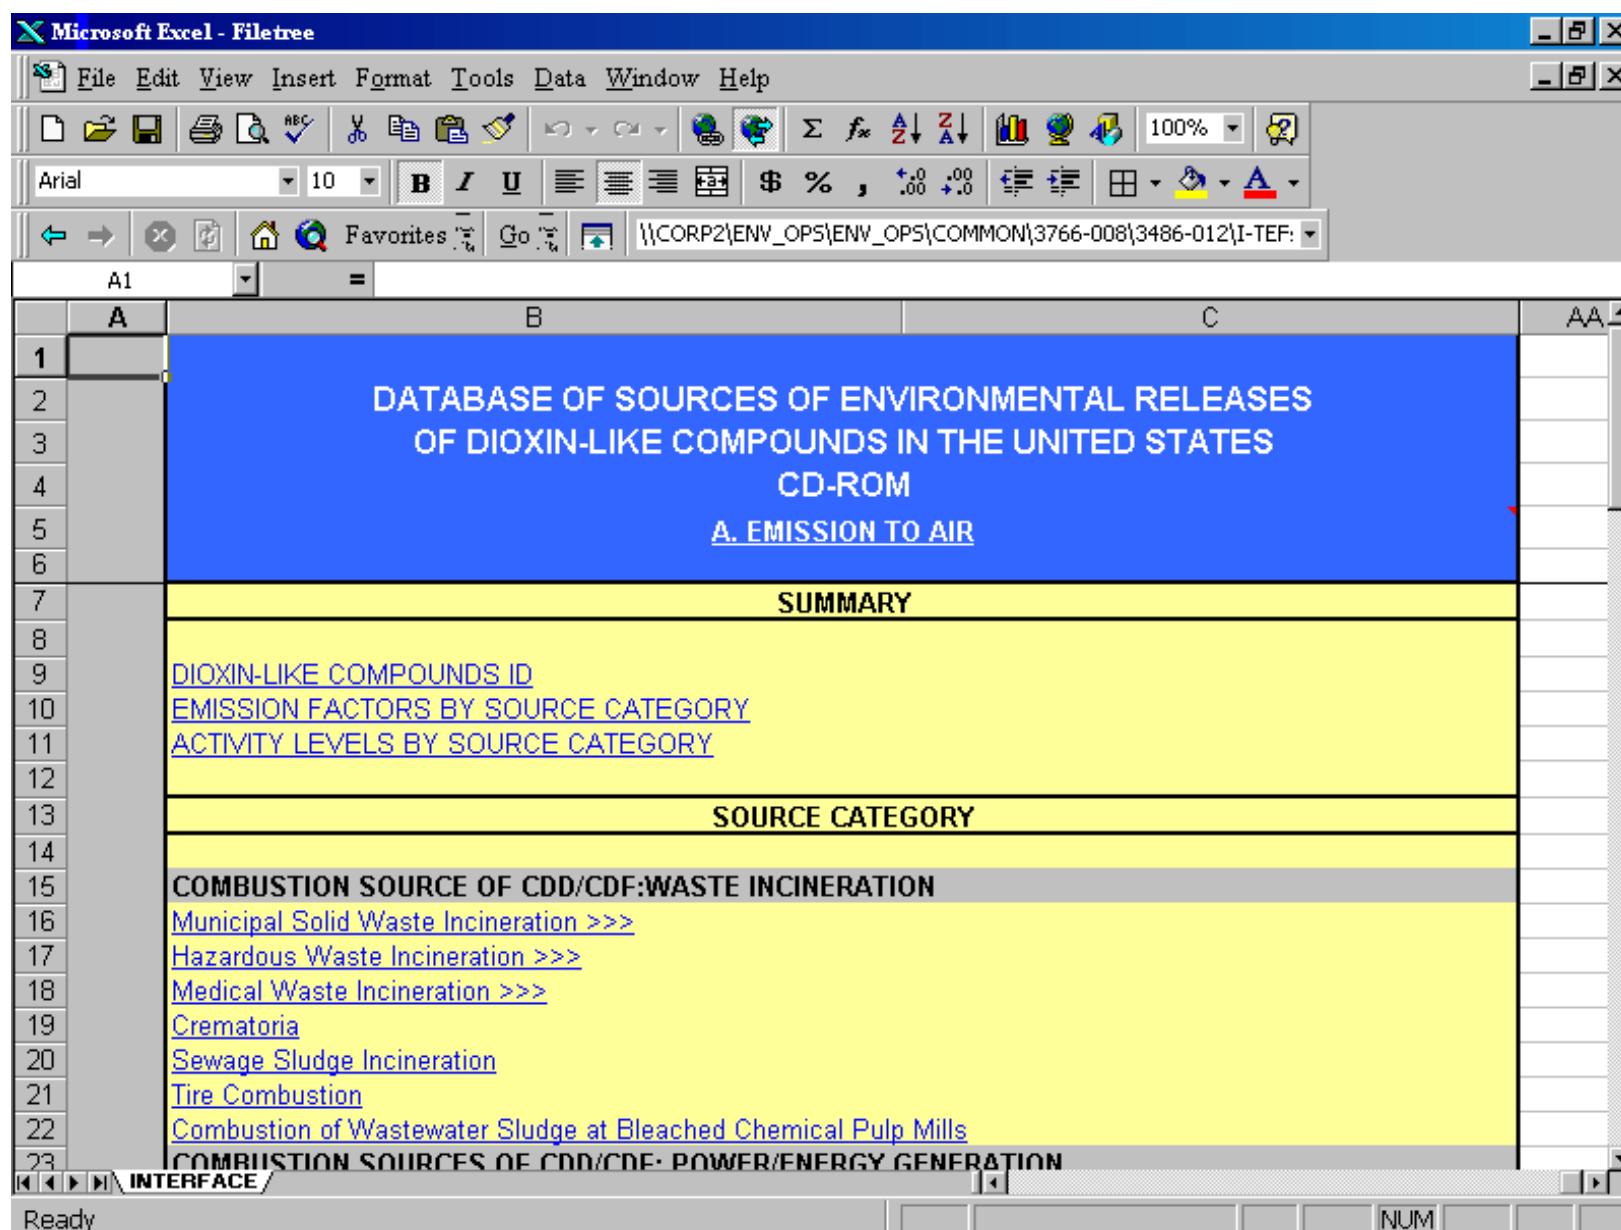 Microsoft Excel - Filetree
File Edit View Insert Format Tools Data Window Help
100%
Arial 10 B I U $ % ,
Favorites Go \\CORP2\ENV_OPS\ENV_OPS\COMMON\3766-008\3486-012\I-TEF:
A1 =
A B C AA
1
2 DATABASE OF SOURCES OF ENVIRONMENTAL RELEASES
3 OF DIOXIN-LIKE COMPOUNDS IN THE UNITED STATES
4 CD-ROM
5 A. EMISSION TO AIR
6
7 SUMMARY
8
9 DIOXIN-LIKE COMPOUNDS ID
10 EMISSION FACTORS BY SOURCE CATEGORY
11 ACTIVITY LEVELS BY SOURCE CATEGORY
12
13 SOURCE CATEGORY
14
15 COMBUSTION SOURCE OF CDD/CDF:WASTE INCINERATION
16 Municipal Solid Waste Incineration >>>
17 Hazardous Waste Incineration >>>
18 Medical Waste Incineration >>>
19 Crematoria
20 Sewage Sludge Incineration
21 Tire Combustion
22 Combustion of Wastewater Sludge at Bleached Chemical Pulp Mills
23 COMBUSTION SOURCES OF CDD/CDF: POWER/ENERGY GENERATION
INTERFACE
Ready NUM